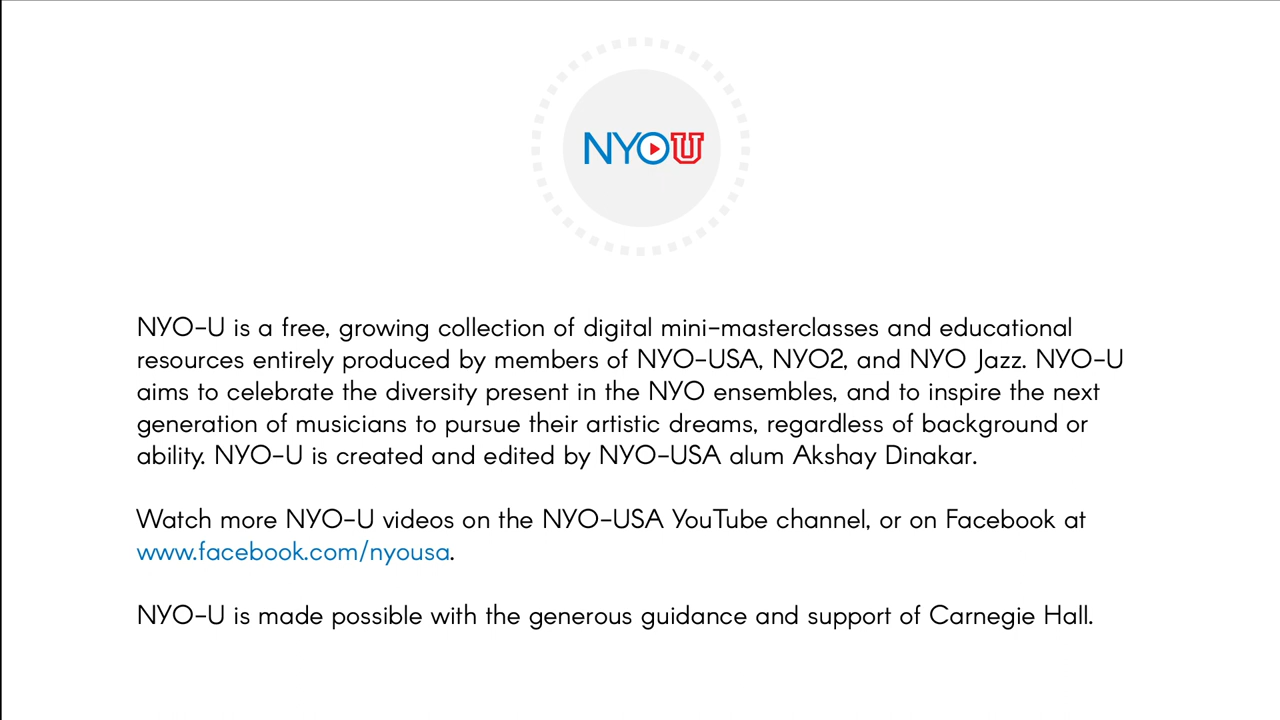 NYOU
NYO-U is a free, growing collection of digital mini-masterclasses and educational
resources entirely produced by members of NYO-USA, NYO2, and NYO Jazz. NYO-U
aims to celebrate the diversity present in the NYO ensembles, and to inspire the next
generation of musicians to pursue their artistic dreams, regardless of background or
ability. NYO-U is created and edited by NYO-USA alum Akshay Dinakar.
Watch more NYO-U videos on the NYO-USA YouTube channel, or on Facebook at
www.facebook.com/nyousa.
NYO-U is made possible with the generous guidance and support of Carnegie Hall.